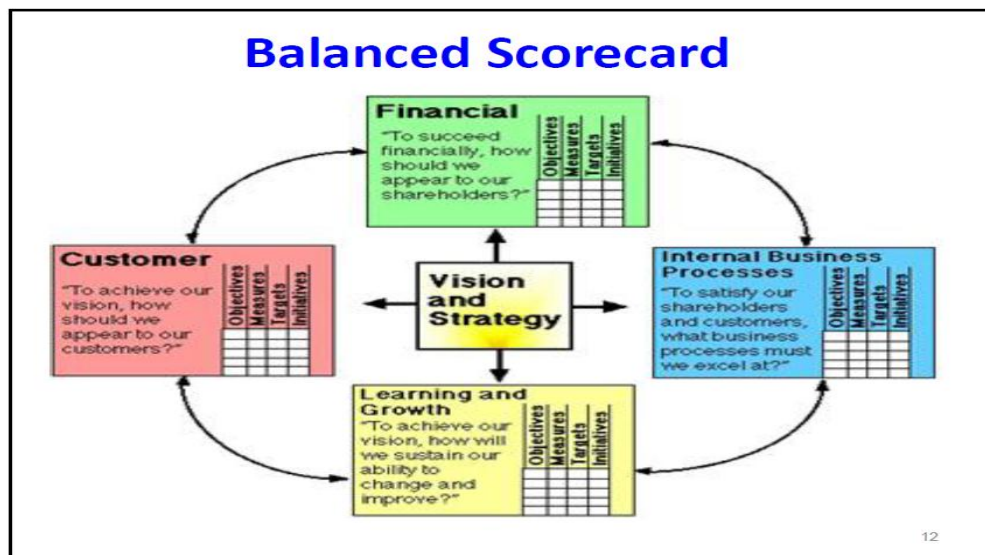 Balanced Scorecard
Financial
"To succeed
financially, how
should we
appear to our
shareholders?"
Objectives
Measures
Targets
Initiatives
Customer
"To achieve our
vision, how
should we
appear to our
customers?"
Objectives
Measures
Targets
Initiatives
Vision
and
Strategy
Internal Business
Processes
"To satisfy our
shareholders
and customers,
what business
processes must
we excel at?"
Objectives
Measures
Targets
Initiatives
Learning and
Growth
"To achieve our
vision, how will
we sustain our
ability to
change and
improve?"
Objectives
Measures
Targets
Initiatives
12